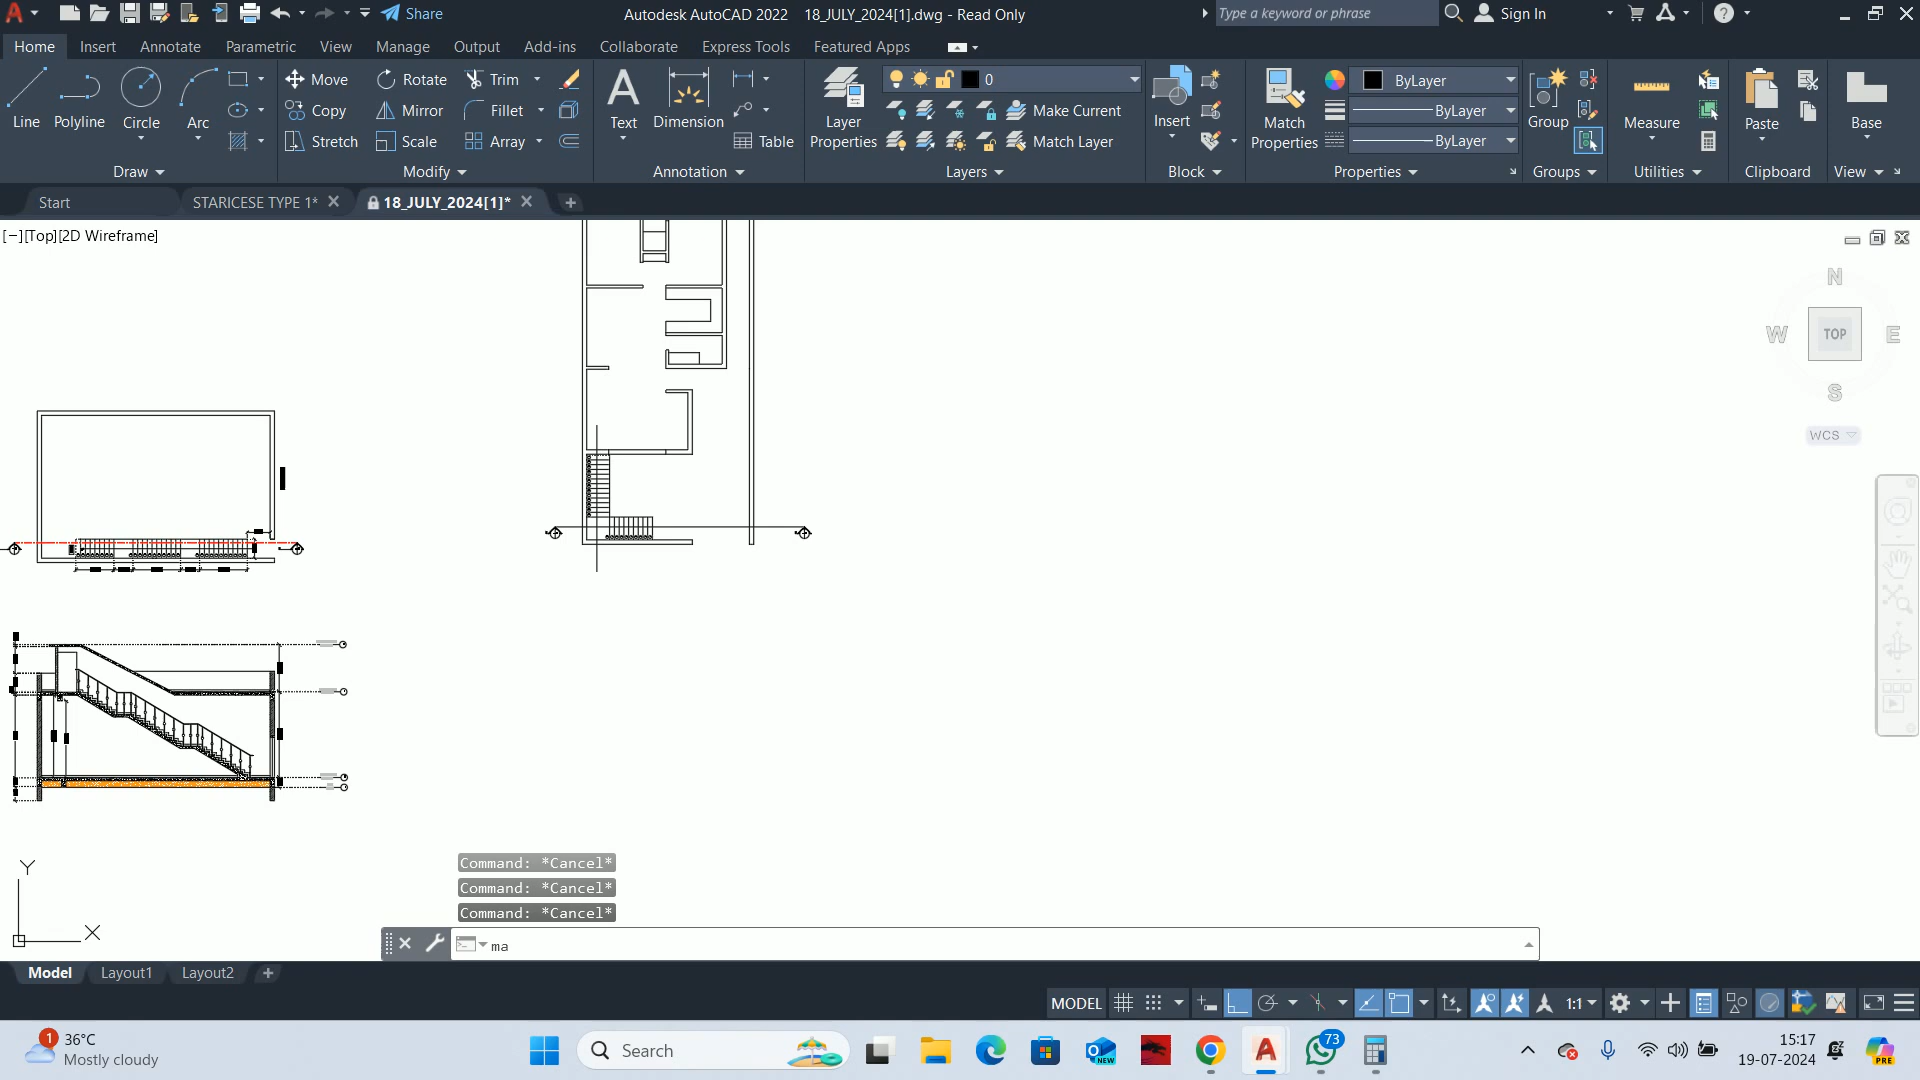 Share
Autodesk AutoCAD 2022 18_JULY_2024[1].dwg - Read Only
Type a keyword or phrase
Sign In
Home Insert Annotate Parametric View Manage Output Add-ins Collaborate Express Tools Featured Apps
Line Polyline Circle Arc
Move Rotate Trim
Copy Mirror Fillet
Stretch Scale Array
Text Dimension Table
Layer Properties
0
Make Current
Match Layer
Insert
Match Properties
ByLayer
ByLayer
ByLayer
Group
Measure
Paste
Base
Draw Modify Annotation Layers Block Properties Groups Utilities Clipboard View
Start STARICESE TYPE 1* 18_JULY_2024[1]*
[−][Top][2D Wireframe]
N
W TOP E
S
WCS
Y
X
Command: *Cancel*
Command: *Cancel*
Command: *Cancel*
ma
Model Layout1 Layout2
MODEL 1:1
1
36°C
Mostly cloudy
Search
NEW
73
PRE
15:17
19-07-2024